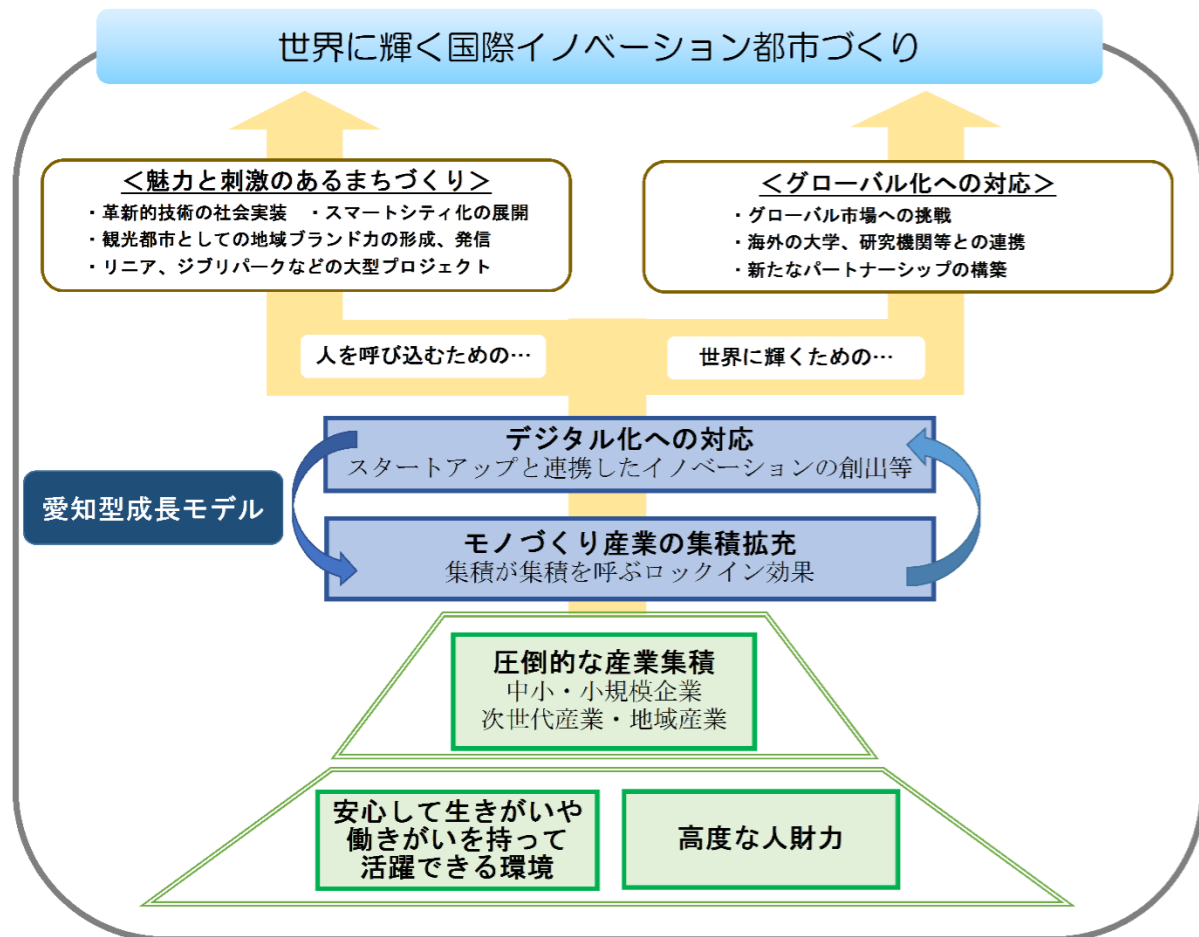 世界に輝く国際イノベーション都市づくり
＜魅力と刺激のあるまちづくり＞
・革新的技術の社会実装　・スマートシティ化の展開
・観光都市としての地域ブランド力の形成、発信
・リニア、ジブリパークなどの大型プロジェクト
＜グローバル化への対応＞
・グローバル市場への挑戦
・海外の大学、研究機関等との連携
・新たなパートナーシップの構築
人を呼び込むための…
世界に輝くための…
デジタル化への対応
スタートアップと連携したイノベーションの創出等
愛知型成長モデル
モノづくり産業の集積拡充
集積が集積を呼ぶロックイン効果
圧倒的な産業集積
中小・小規模企業
次世代産業・地域産業
安心して生きがいや
働きがいを持って
活躍できる環境
高度な人財力